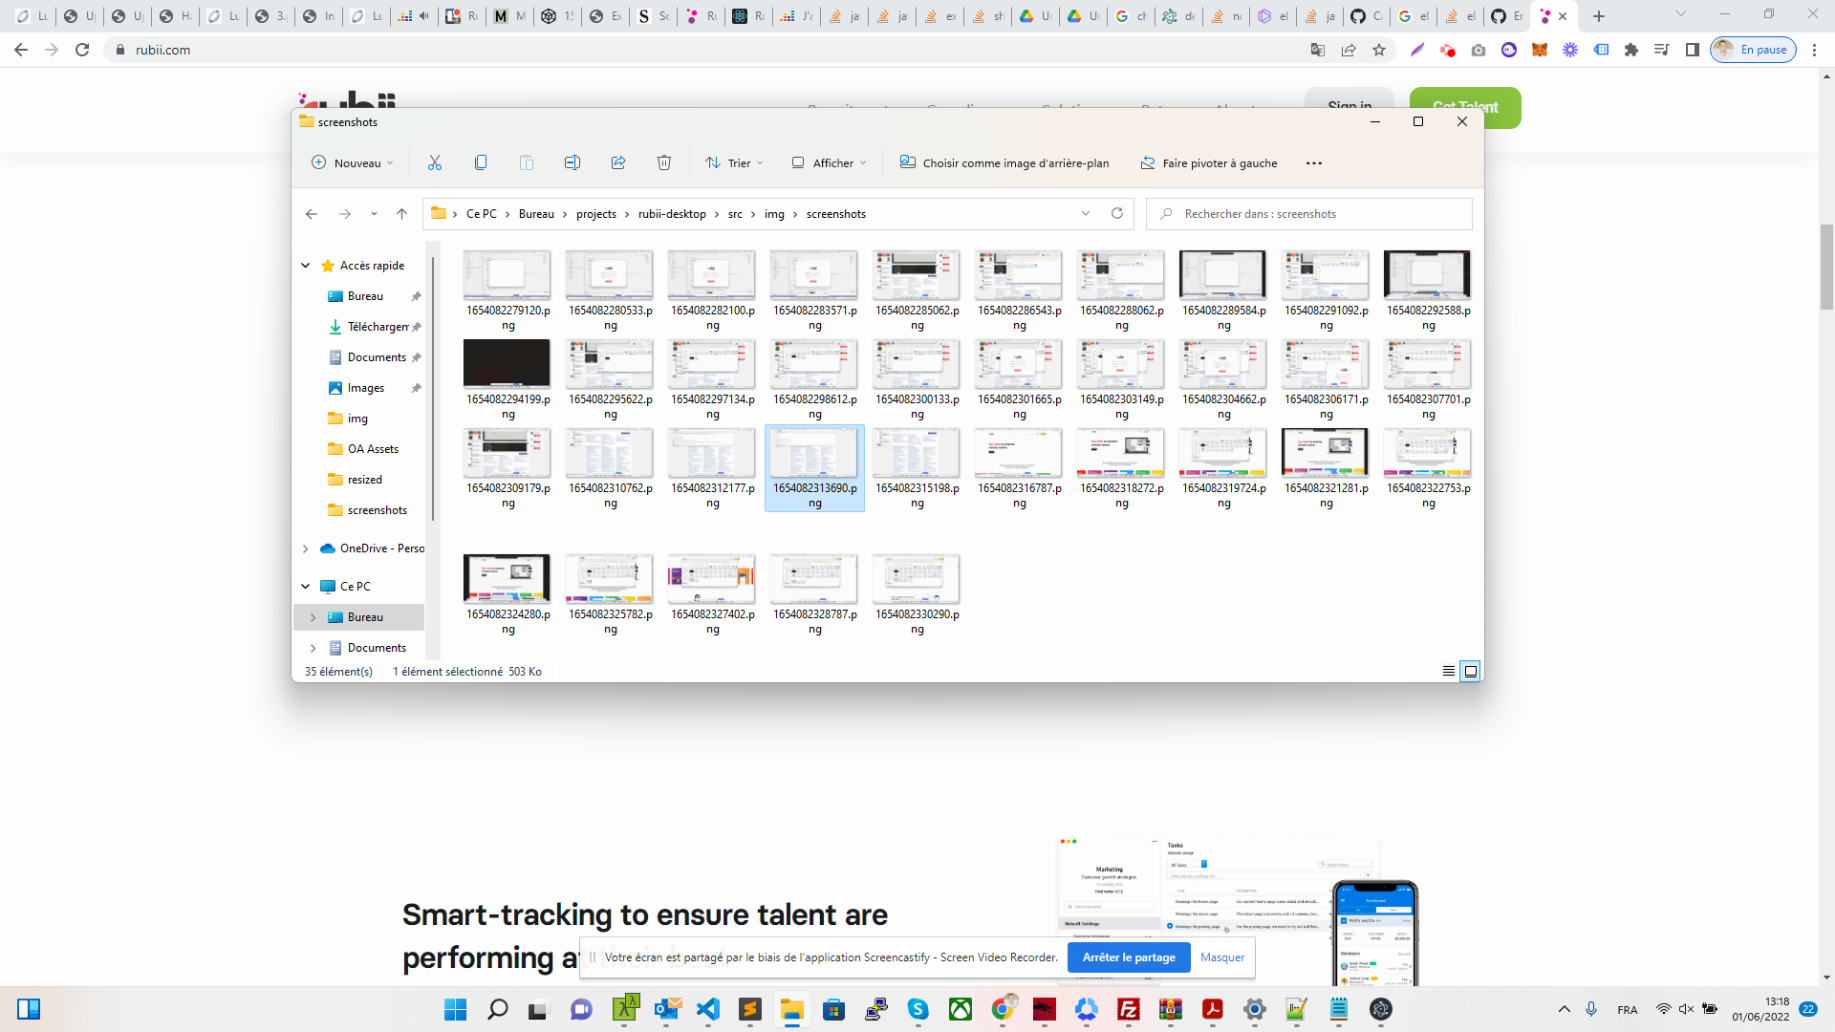 rubii.com
En pause
Sign in
Get Talent
screenshots
Nouveau
Trier
Afficher
Choisir comme image d'arrière-plan
Faire pivoter à gauche
Ce PC > Bureau > projects > rubii-desktop > src > img > screenshots
Rechercher dans : screenshots
Accès rapide
Bureau
Téléchargem
Documents
Images
img
OA Assets
resized
screenshots
OneDrive - Perso
Ce PC
Bureau
Documents
1654082279120.png
1654082280533.png
1654082282100.png
1654082283571.png
1654082285062.png
1654082286543.png
1654082288062.png
1654082289584.png
1654082291092.png
1654082292588.png
1654082294199.png
1654082295622.png
1654082297134.png
1654082298612.png
1654082300133.png
1654082301665.png
1654082303149.png
1654082304662.png
1654082306171.png
1654082307701.png
1654082309179.png
1654082310762.png
1654082312177.png
1654082313690.png
1654082315198.png
1654082316787.png
1654082318272.png
1654082319724.png
1654082321281.png
1654082322753.png
1654082324280.png
1654082325782.png
1654082327402.png
1654082328787.png
1654082330290.png
35 élément(s)
1 élément sélectionné 503 Ko
Smart-tracking to ensure talent are
performing at
Marketing
Customer growth strategies
Tasks
Votre écran est partagé par le biais de l'application Screencastify - Screen Video Recorder.
Arrêter le partage
Masquer
FRA
13:18
01/06/2022
22